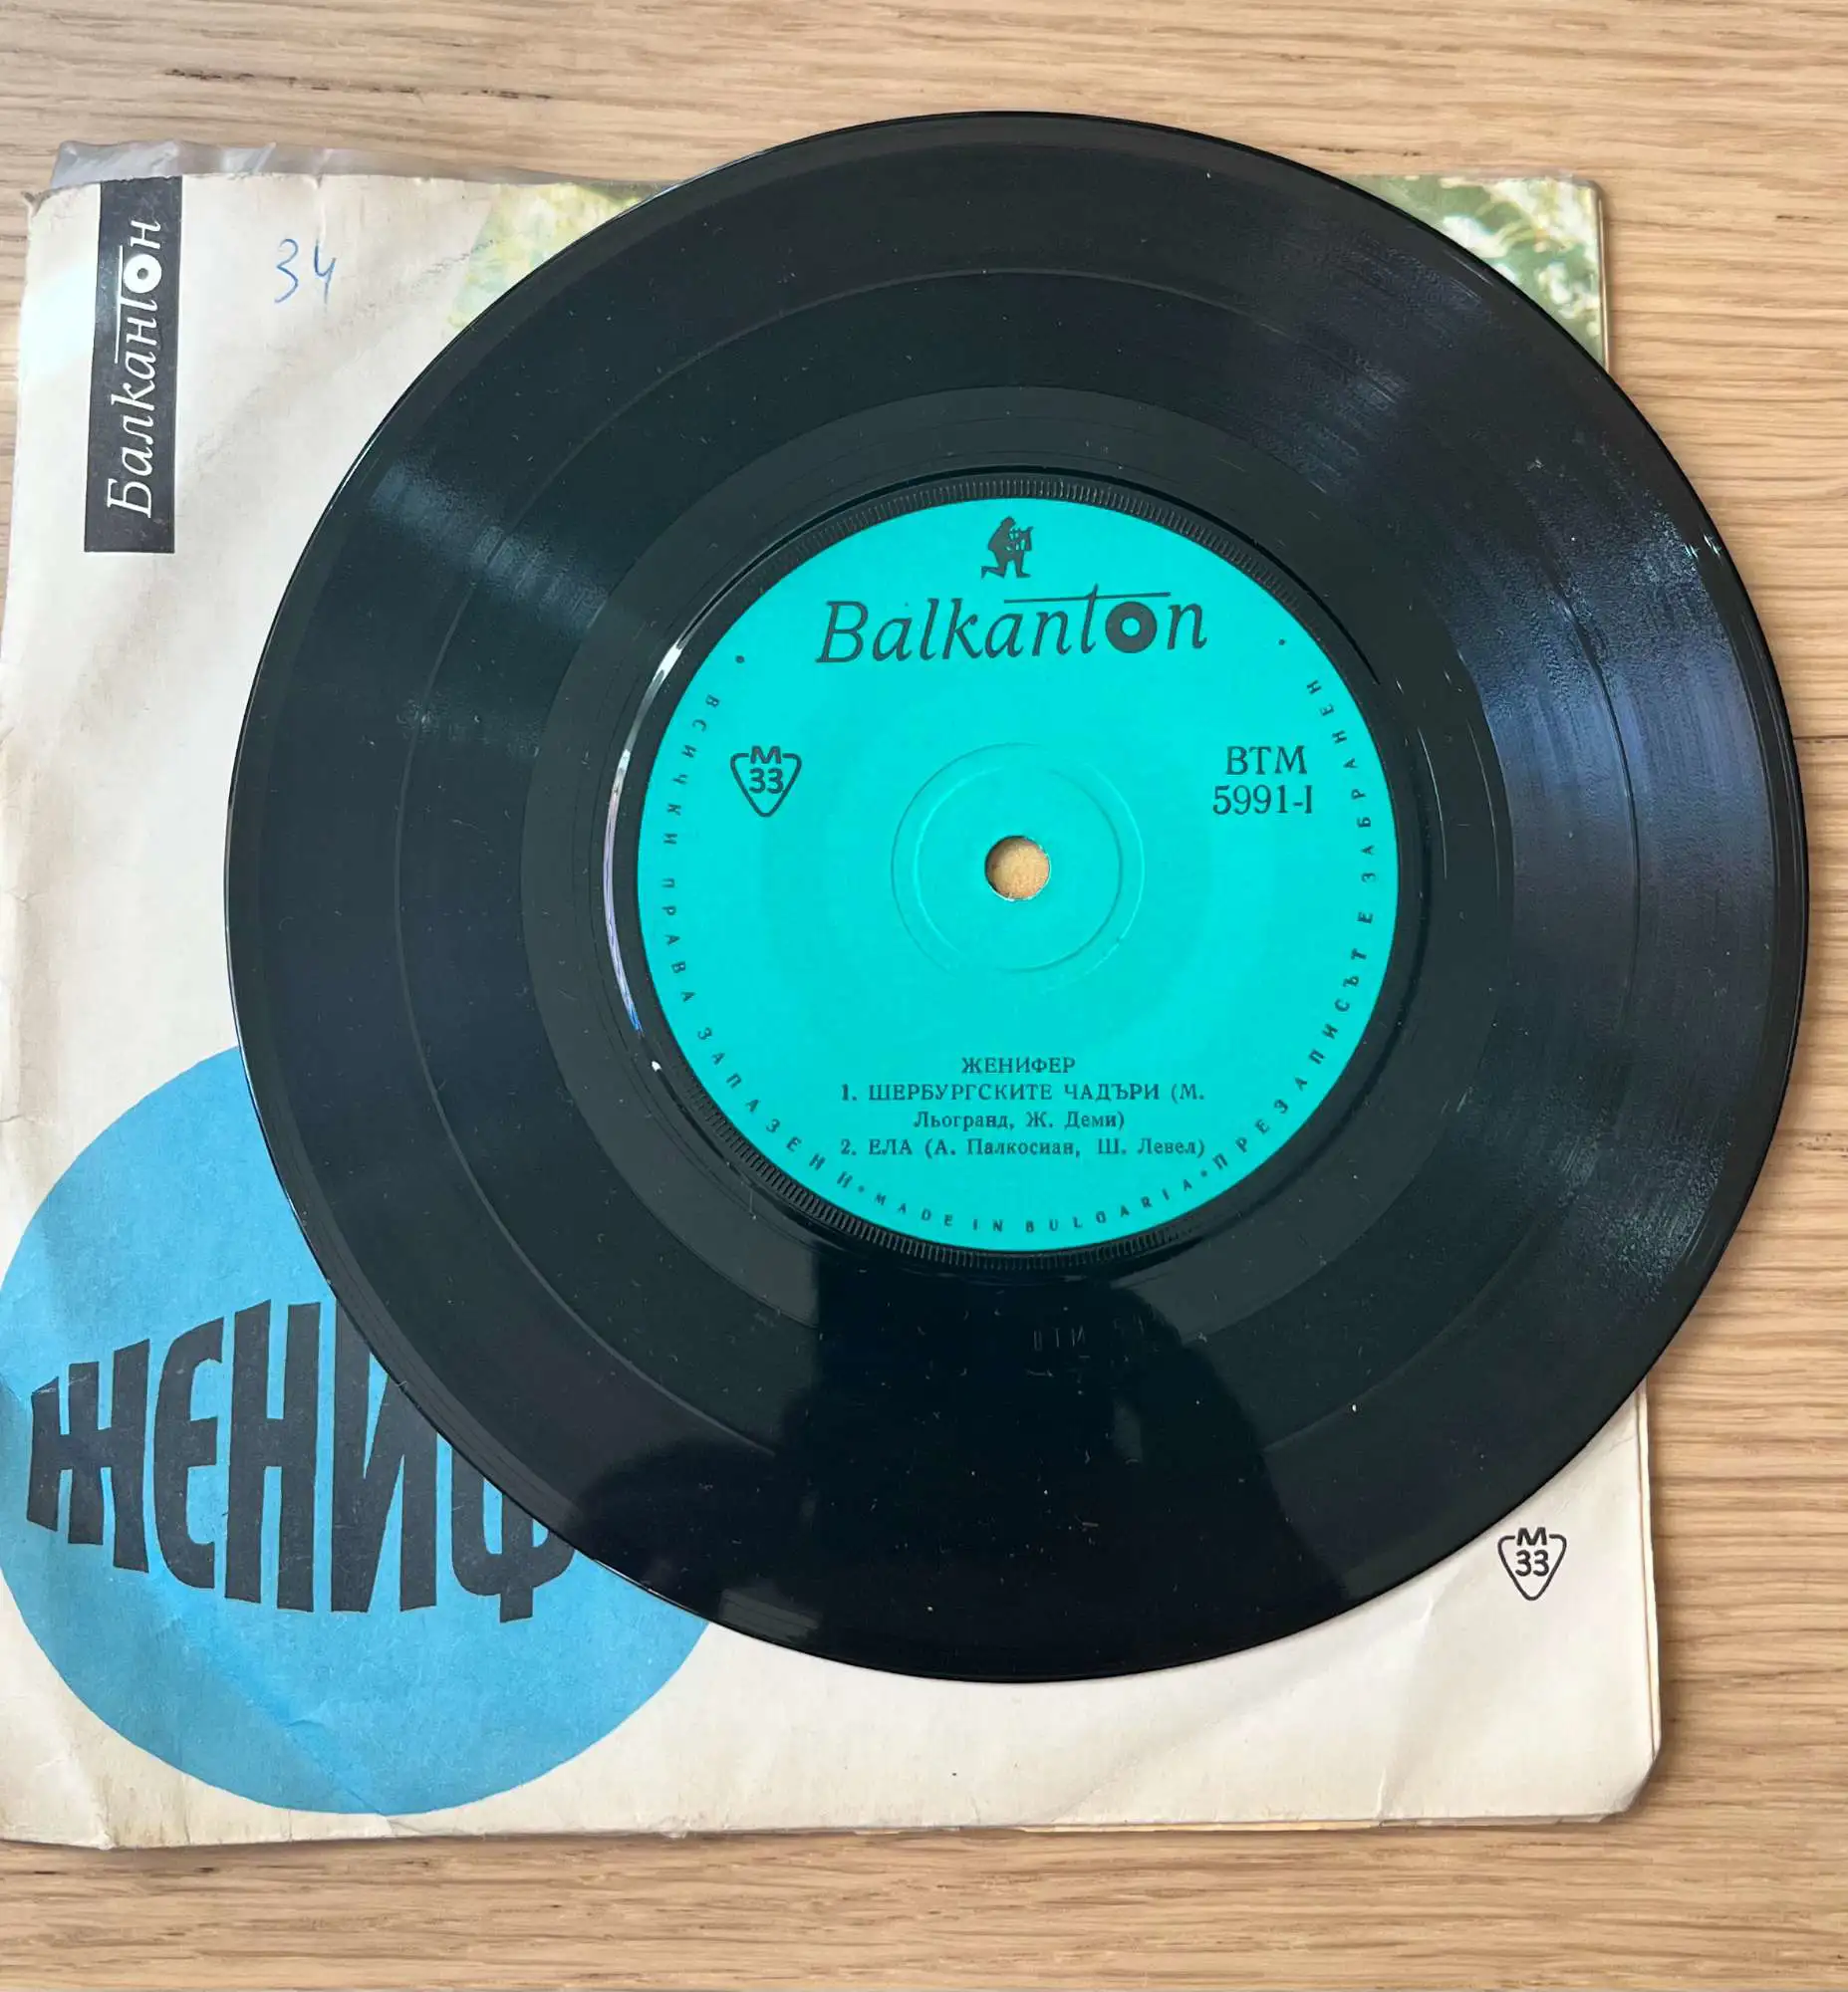 Балкантон
34
Balkanton
М
33
ВТМ
5991-I
ЖЕНИФЕР
1. ШЕРБУРГСКИТЕ ЧАДЪРИ (М.
Льогранд, Ж. Деми)
2. ЕЛА (А. Палкосиан, Ш. Левел)
ВСИЧКИ ПРАВА ЗАПАЗЕНИ • MADE IN BULGARIA • ПРЕЗАПИСЪТ Е ЗАБРАНЕН
ЖЕНИФ
М
33